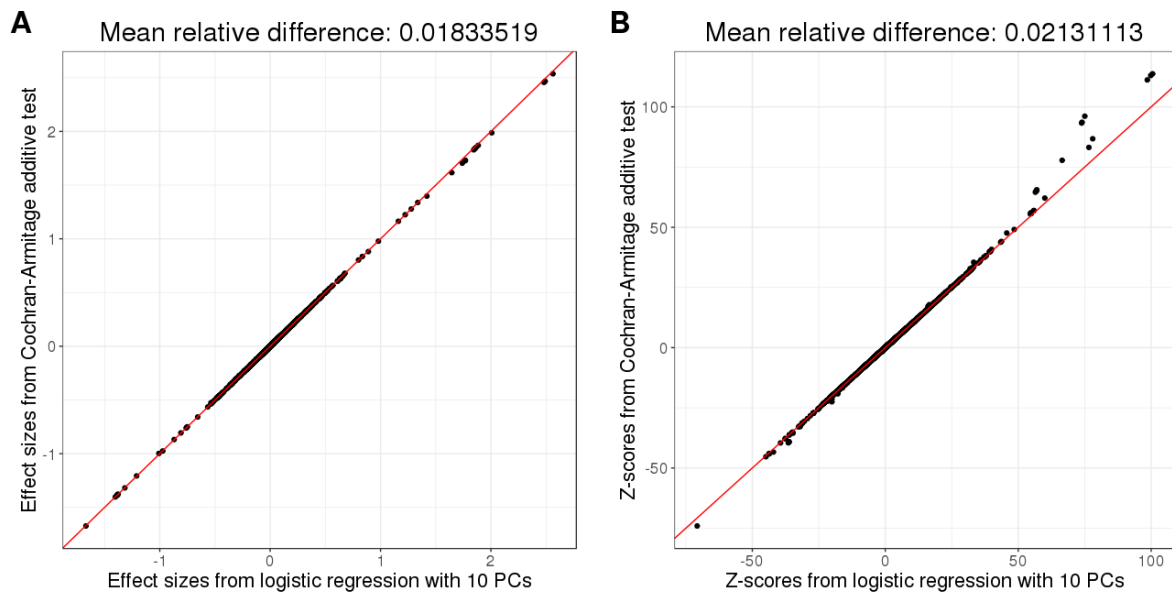 A
Mean relative difference: 0.01833519
Effect sizes from Cochran-Armitage additive test
2
1
0
-1
-1
0
1
2
Effect sizes from logistic regression with 10 PCs
B
Mean relative difference: 0.02131113
Z-scores from Cochran-Armitage additive test
100
50
0
-50
-50
0
50
100
Z-scores from logistic regression with 10 PCs